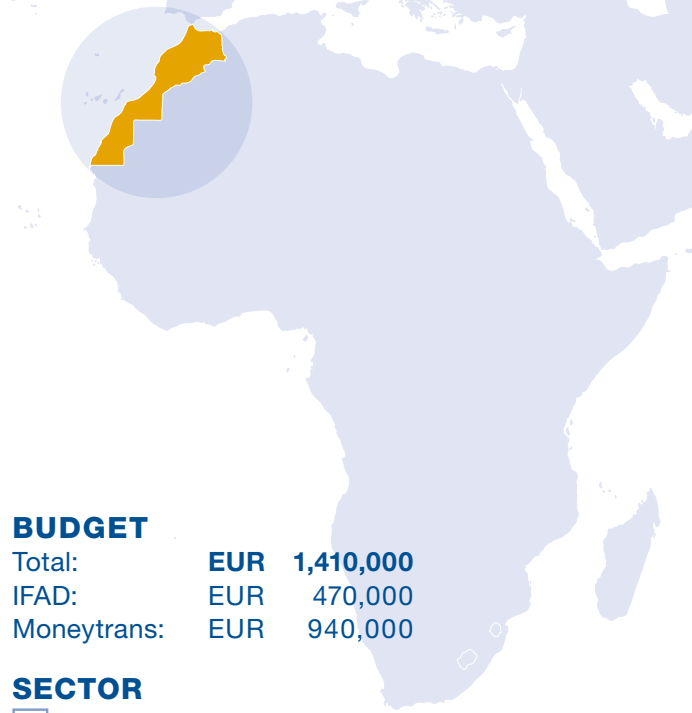 BUDGET
Total: EUR 1,410,000
IFAD: EUR 470,000
Moneytrans: EUR 940,000
SECTOR